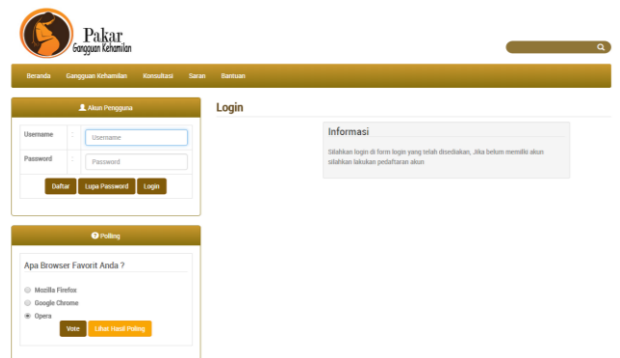 Pakar
Gangguan Kehamilan
Beranda Gangguan Kehamilan Konsultasi Saran Bantuan
Akun Pengguna
Username : Username
Password : Password
Daftar Lupa Password Login
Polling
Apa Browser Favorit Anda ?
Mozilla Firefox
Google Chrome
Opera
Vote Lihat Hasil Poling
Login
Informasi
Silahkan login di form login yang telah disediakan, Jika belum memiliki akun
silahkan lakukan pedaftaran akun